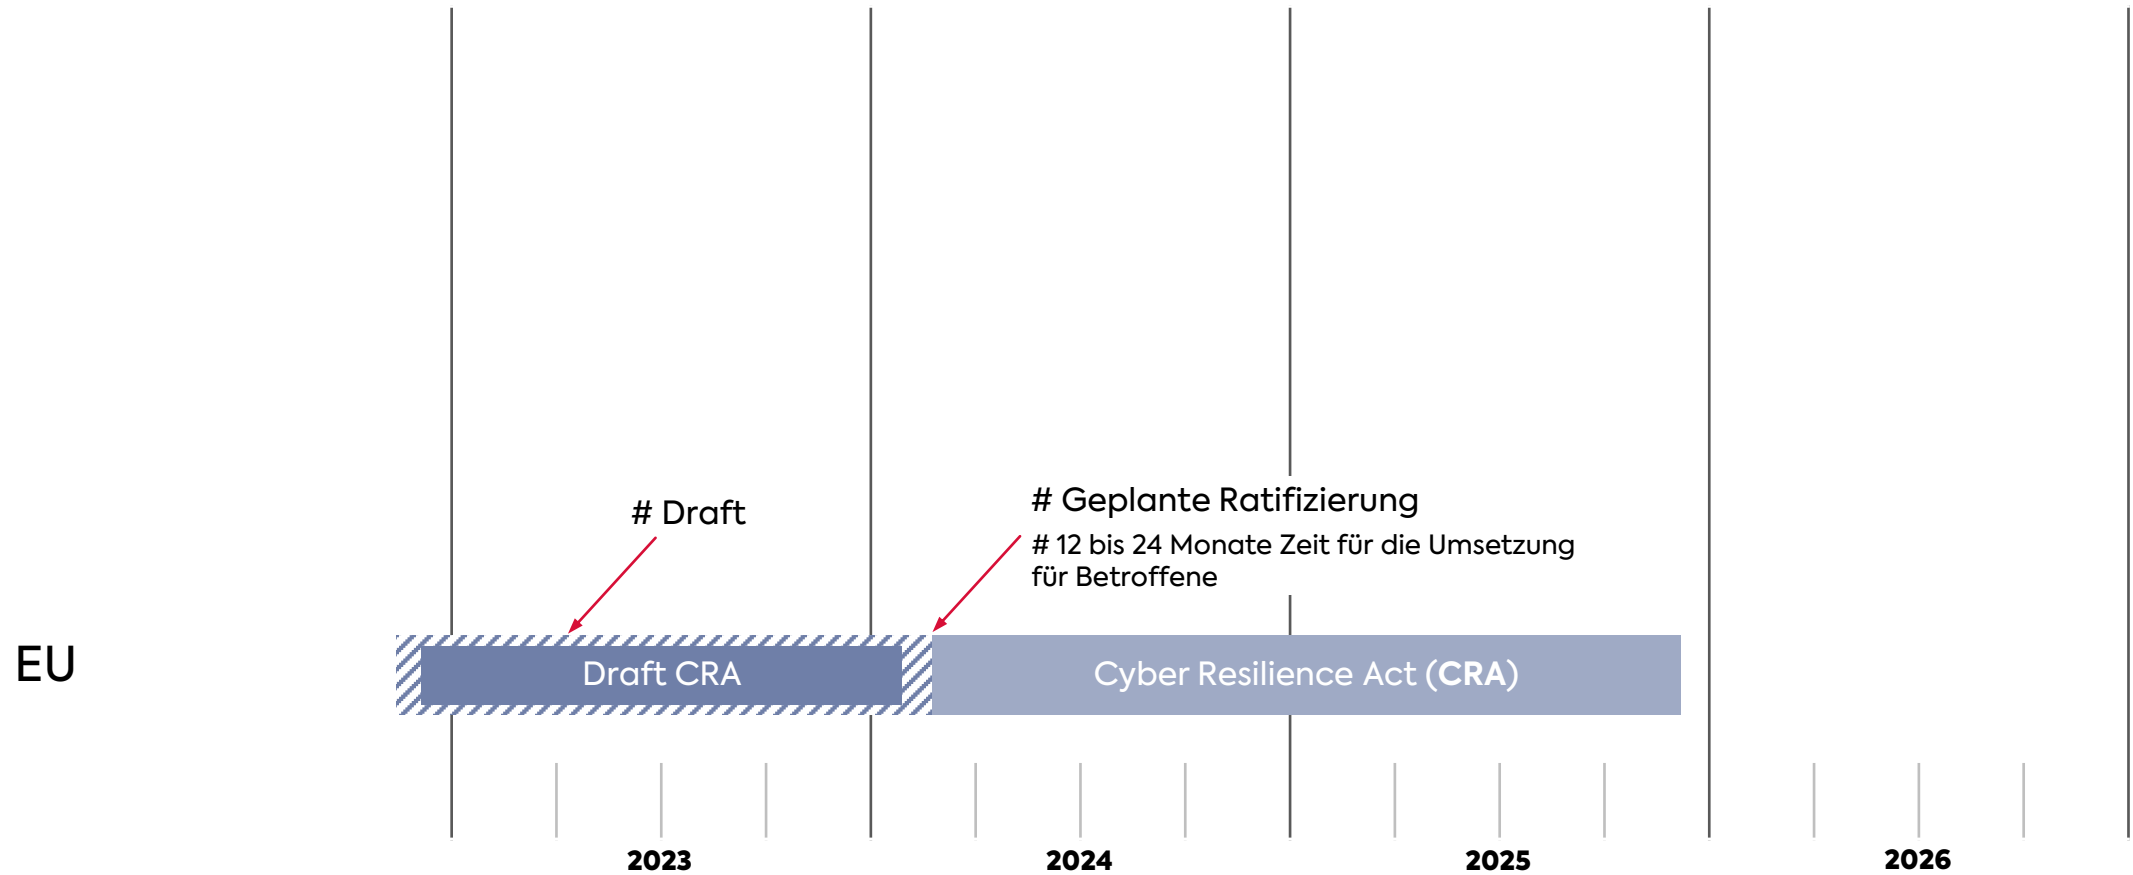 # Draft
# Geplante Ratifizierung
# 12 bis 24 Monate Zeit für die Umsetzung
für Betroffene
EU
Draft CRA
Cyber Resilience Act (CRA)
2023
2024
2025
2026